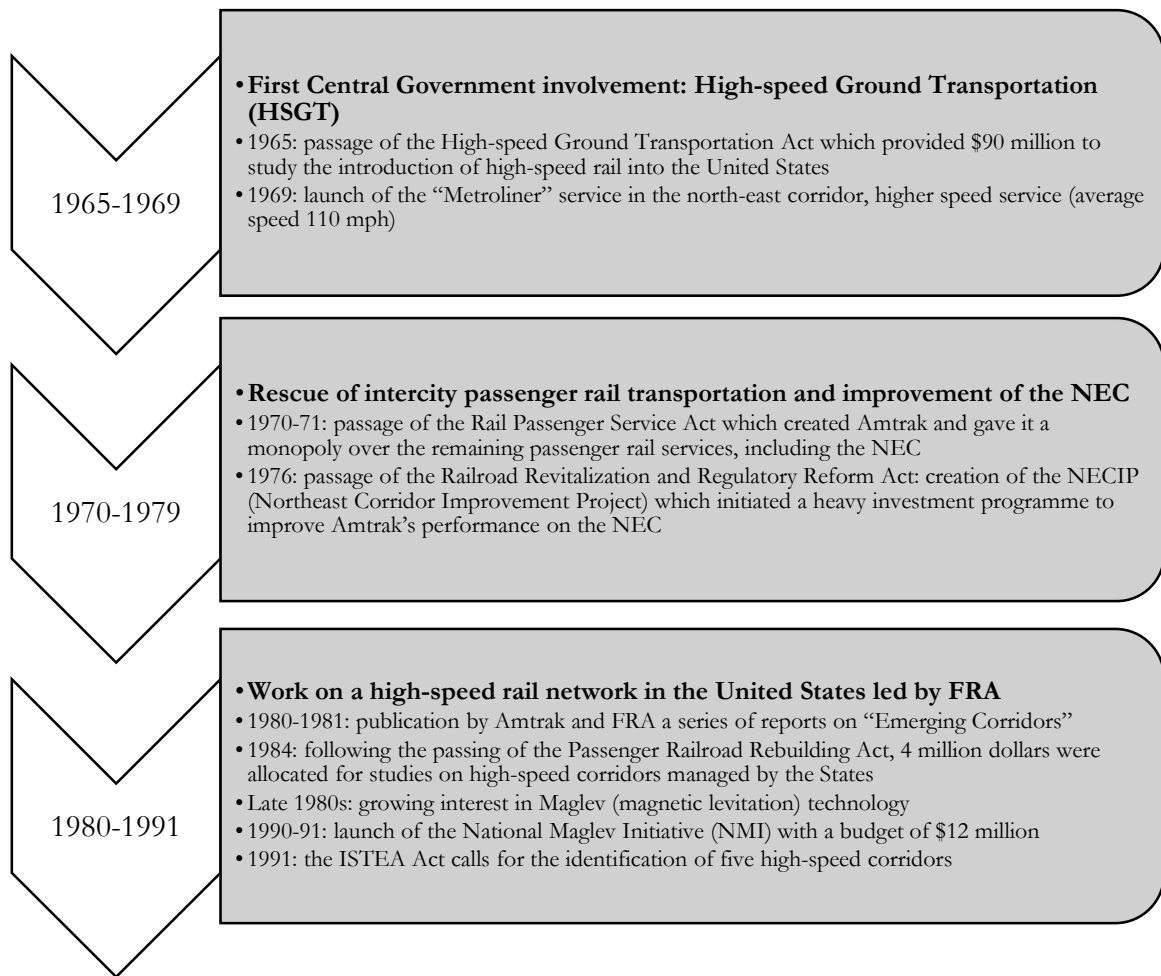 1965-1969
• First Central Government involvement: High-speed Ground Transportation
(HSGT)
• 1965: passage of the High-speed Ground Transportation Act which provided $90 million to
study the introduction of high-speed rail into the United States
• 1969: launch of the “Metroliner” service in the north-east corridor, higher speed service (average
speed 110 mph)
1970-1979
• Rescue of intercity passenger rail transportation and improvement of the NEC
• 1970-71: passage of the Rail Passenger Service Act which created Amtrak and gave it a
monopoly over the remaining passenger rail services, including the NEC
• 1976: passage of the Railroad Revitalization and Regulatory Reform Act: creation of the NECIP
(Northeast Corridor Improvement Project) which initiated a heavy investment programme to
improve Amtrak’s performance on the NEC
1980-1991
• Work on a high-speed rail network in the United States led by FRA
• 1980-1981: publication by Amtrak and FRA a series of reports on “Emerging Corridors”
• 1984: following the passing of the Passenger Railroad Rebuilding Act, 4 million dollars were
allocated for studies on high-speed corridors managed by the States
• Late 1980s: growing interest in Maglev (magnetic levitation) technology
• 1990-91: launch of the National Maglev Initiative (NMI) with a budget of $12 million
• 1991: the ISTEA Act calls for the identification of five high-speed corridors